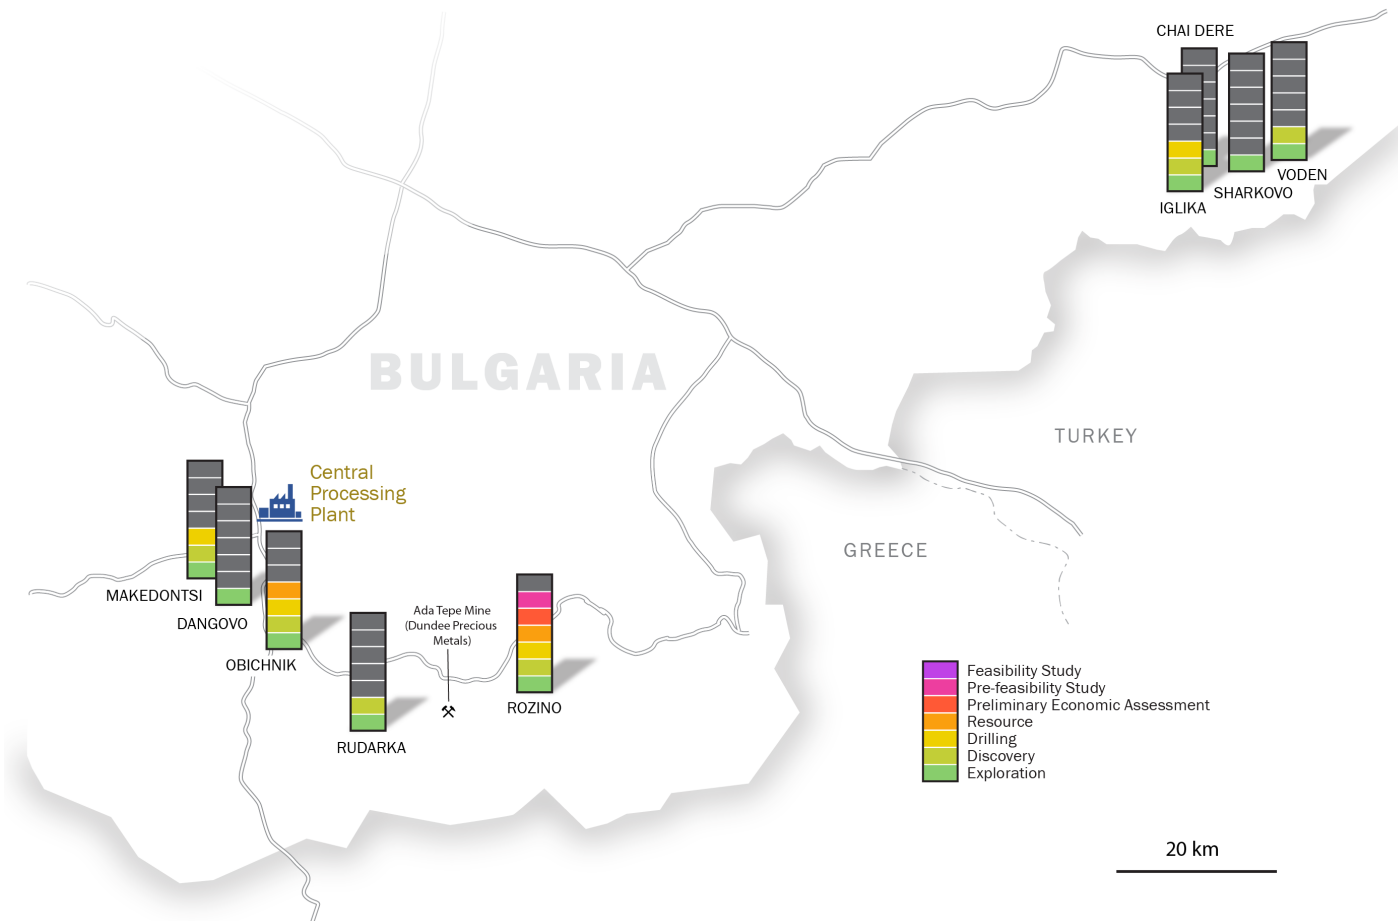 CHAI DERE
VODEN
SHARKOVO
IGLIKA
BULGARIA
TURKEY
Central
Processing
Plant
GREECE
MAKEDONTSI
DANGOVO
OBICHNIK
Ada Tepe Mine
(Dundee Precious
Metals)
ROZINO
RUDARKA
Feasibility Study
Pre-feasibility Study
Preliminary Economic Assessment
Resource
Drilling
Discovery
Exploration
20 km